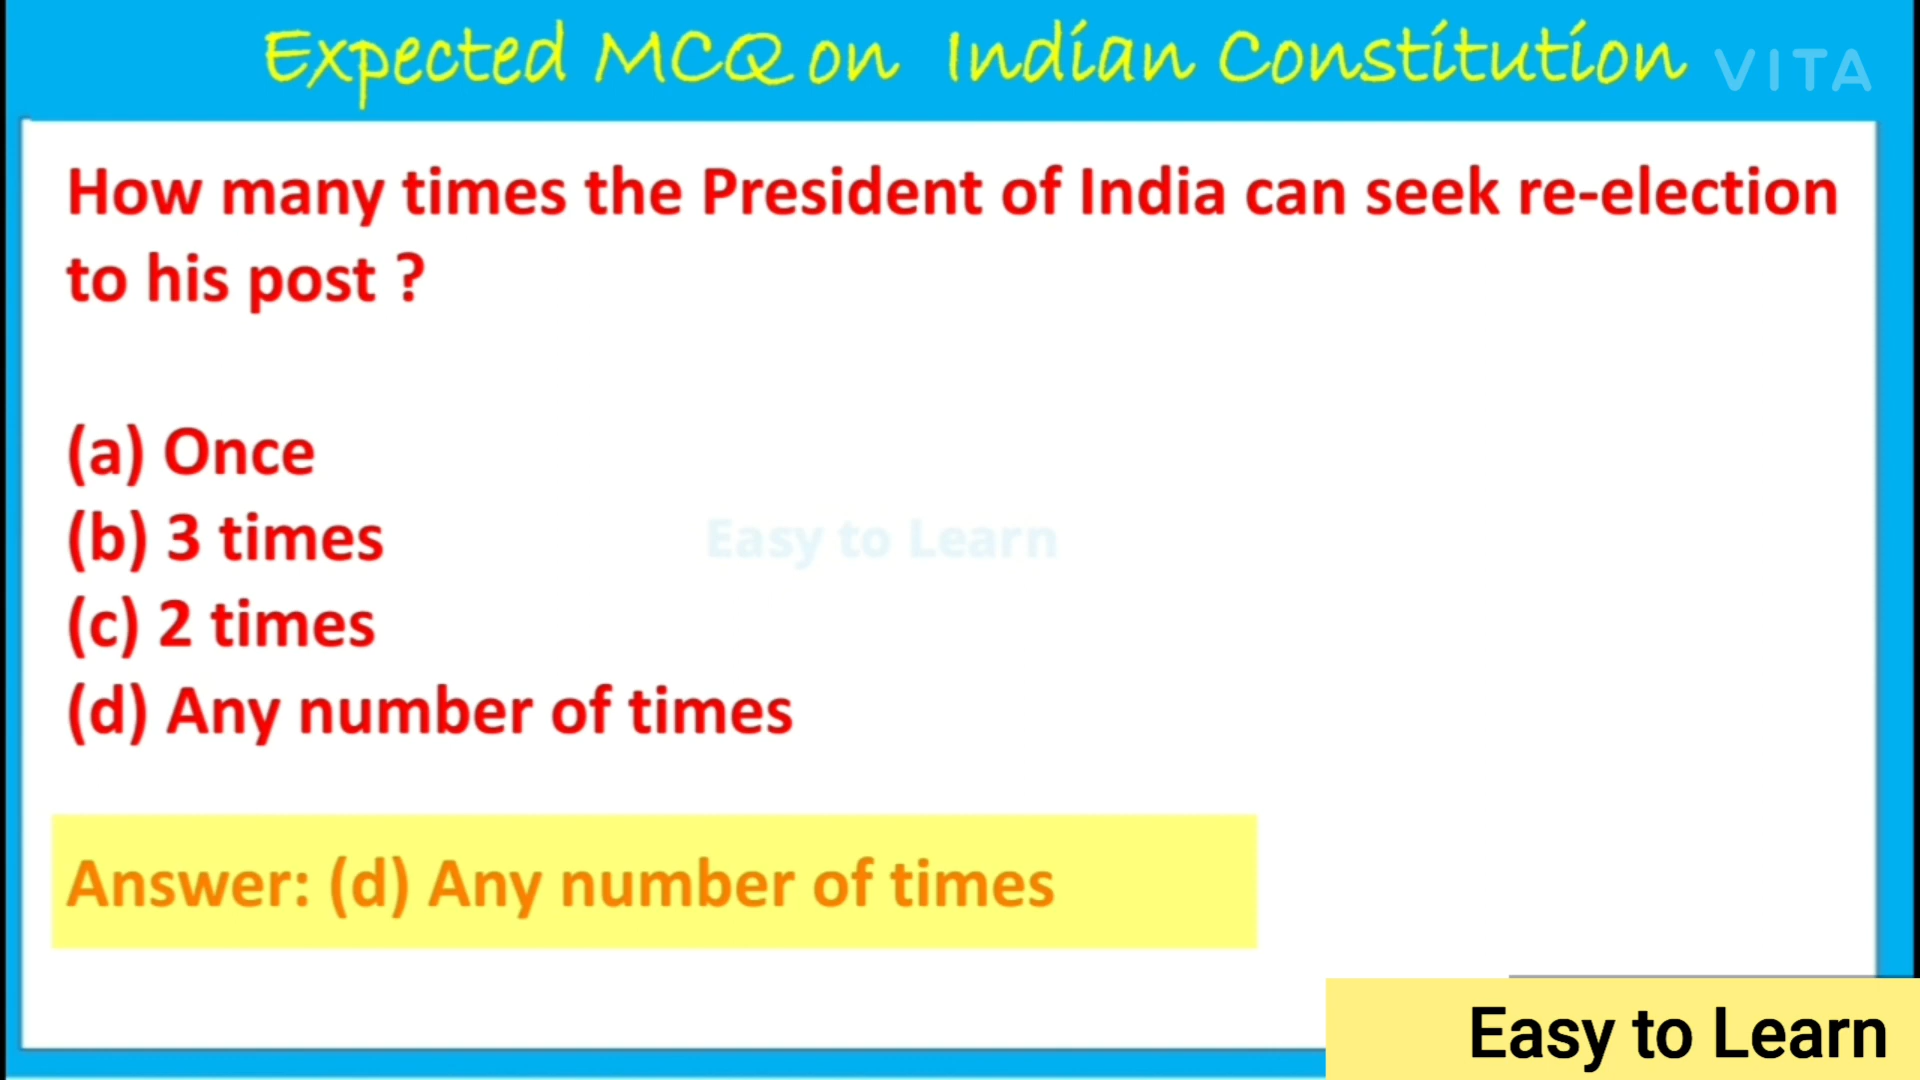 Expected MCQ on Indian Constitution
VITA
How many times the President of India can seek re-election
to his post ?
(a) Once
(b) 3 times
Easy to Learn
(c) 2 times
(d) Any number of times
Answer: (d) Any number of times
Easy to Learn